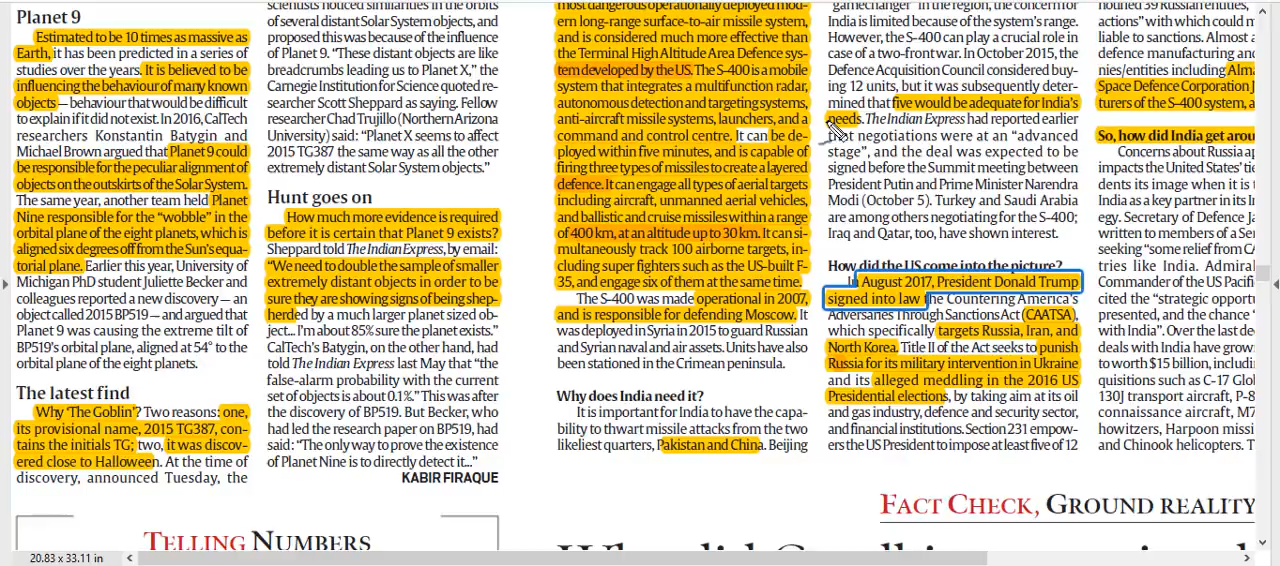 Planet 9
Estimated to be 10 times as massive as
Earth, it has been predicted in a series of
studies over the years. It is believed to be
influencing the behaviour of many known
objects — behaviour that would be difficult
to explain if it did not exist. In 2016, CalTech
researchers Konstantin Batygin and
Michael Brown argued that Planet 9 could
be responsible for the peculiar alignment of
objects on the outskirts of the Solar System.
The same year, another team held Planet
Nine responsible for the “wobble” in the
orbital plane of the eight planets, which is
aligned six degrees off from the Sun's equa-
torial plane. Earlier this year, University of
Michigan PhD student Juliette Becker and
colleagues reported a new discovery — an
object called 2015 BP519 — and argued that
Planet 9 was causing the extreme tilt of
BP519's orbital plane, aligned at 54° to the
orbital plane of the eight planets.
The latest find
Why ‘The Goblin’? Two reasons: one,
its provisional name, 2015 TG387, con-
tains the initials TG; two, it was discov-
ered close to Halloween. At the time of
discovery, announced Tuesday, the
scientists noticed similarities in the orbits
of several distant Solar System objects, and
proposed this was because of the influence
of Planet 9. “These distant objects are like
breadcrumbs leading us to Planet X,” the
Carnegie Institution for Science quoted re-
searcher Scott Sheppard as saying. Fellow
researcher Chad Trujillo (Northern Arizona
University) said: “Planet X seems to affect
2015 TG387 the same way as all the other
extremely distant Solar System objects.”
Hunt goes on
How much more evidence is required
before it is certain that Planet 9 exists?
Sheppard told The Indian Express, by email:
“We need to double the sample of smaller
extremely distant objects in order to be
sure they are showing signs of being shep-
herded by a much larger planet sized ob-
ject... I'm about 85% sure the planet exists.”
CalTech's Batygin, on the other hand, had
told The Indian Express last May that “the
false-alarm probability with the current
set of objects is about 0.1%.” This was after
the discovery of BP519. But Becker, who
had led the research paper on BP519, had
said: “The only way to prove the existence
of Planet Nine is to directly detect it...”
KABIR FIRAQUE
TELLING NUMBERS
most dangerous operationally deployed mod-
ern long-range surface-to-air missile system,
and is considered much more effective than
the Terminal High Altitude Area Defence sys-
tem developed by the US. The S-400 is a mobile
system that integrates a multifunction radar,
autonomous detection and targeting systems,
anti-aircraft missile systems, launchers, and a
command and control centre. It can be de-
ployed within five minutes, and is capable of
firing three types of missiles to create a layered
defence. It can engage all types of aerial targets
including aircraft, unmanned aerial vehicles,
and ballistic and cruise missiles within a range
of 400 km, at an altitude up to 30 km. It can si-
multaneously track 100 airborne targets, in-
cluding super fighters such as the US-built F-
35, and engage six of them at the same time.
The S-400 was made operational in 2007,
and is responsible for defending Moscow. It
was deployed in Syria in 2015 to guard Russian
and Syrian naval and air assets. Units have also
been stationed in the Crimean peninsula.
Why does India need it?
It is important for India to have the capa-
bility to thwart missile attacks from the two
likeliest quarters, Pakistan and China. Beijing
“gamechanger” in the region, the concern for
India is limited because of the system's range.
However, the S-400 can play a crucial role in
case of a two-front war. In October 2015, the
Defence Acquisition Council considered buy-
ing 12 units, but it was subsequently deter-
mined that five would be adequate for India's
needs. The Indian Express had reported earlier
that negotiations were at an “advanced
stage”, and the deal was expected to be
signed before the Summit meeting between
President Putin and Prime Minister Narendra
Modi (October 5). Turkey and Saudi Arabia
are among others negotiating for the S-400;
Iraq and Qatar, too, have shown interest.
How did the US come into the picture?
In August 2017, President Donald Trump
signed into law the Countering America's
Adversaries Through Sanctions Act (CAATSA),
which specifically targets Russia, Iran, and
North Korea. Title II of the Act seeks to punish
Russia for its military intervention in Ukraine
and its alleged meddling in the 2016 US
Presidential elections, by taking aim at its oil
and gas industry, defence and security sector,
and financial institutions. Section 231 empow-
ers the US President to impose at least five of 12
notified 39 Russian entities,
actions” with which could m
liable to sanctions. Almost a
defence manufacturing and
nies/entities including Alma
Space Defence Corporation J
turers of the S-400 system, a
So, how did India get arou
Concerns about Russia ap
impacts the United States' tie
dents its image when it is t
India as a key partner in its In
egy. Secretary of Defence Ja
written to members of a Sen
seeking “some relief from CA
tries like India. Admiral
Commander of the US Pacif
cited the “strategic opportu
presented, and the chance “
with India”. Over the last dec
deals with India have grow
to worth $15 billion, includin
quisitions such as C-17 Glob
130J transport aircraft, P-8
connaissance aircraft, M7
howitzers, Harpoon missi
and Chinook helicopters. T
FACT CHECK, GROUND REALITY
20.83 x 33.11 in